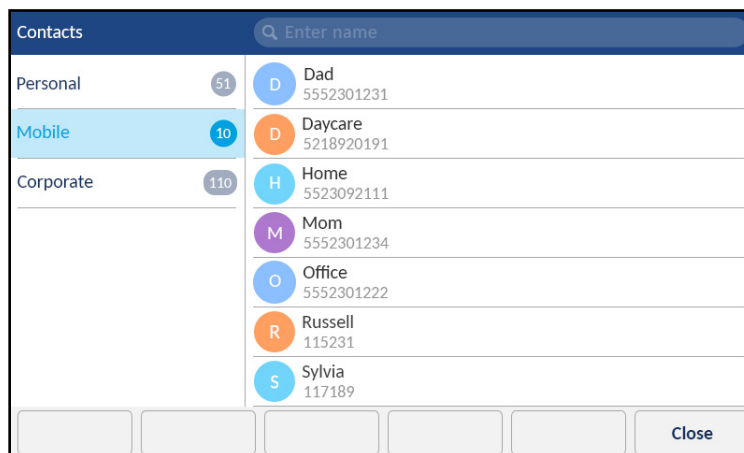 Contacts
Enter name
Personal 51
Mobile 10
Corporate 110
D Dad
5552301231
D Daycare
5218920191
H Home
5523092111
M Mom
5552301234
O Office
5552301222
R Russell
115231
S Sylvia
117189
Close